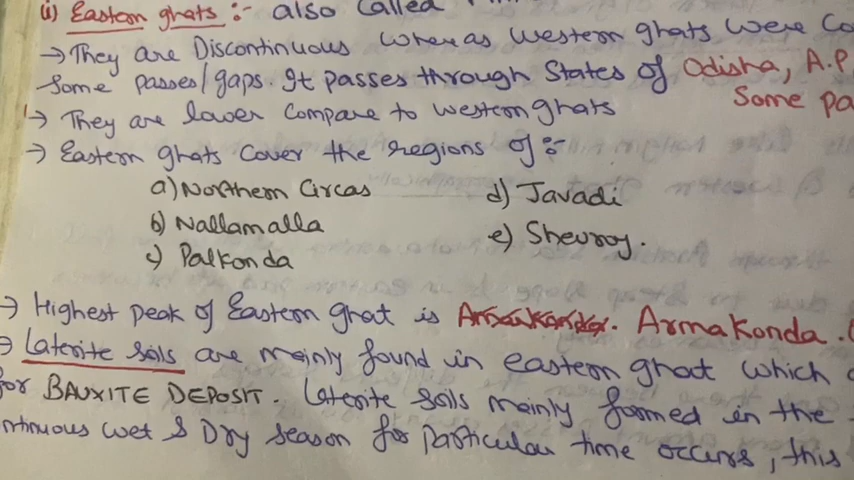 (i) Eastern ghats :- also called
→ They are Discontinuous whereas western ghats were Co
Some passes/gaps. It passes through States of Odisha, A.P
Some Pa
→ They are lower compare to western ghats
→ Eastern ghats cover the regions of :-
a) Northern Circas
d) Javadi
b) Nallamalla
e) Shevroy.
c) Palkonda
→ Highest peak of Eastern ghat is Armakonda. Armakonda.
→ Laterite soils are mainly found in eastern ghat which
for BAUXITE DEPOSIT. Laterite soils mainly formed in the
ntinuous wet & Dry season for particular time occurs, this